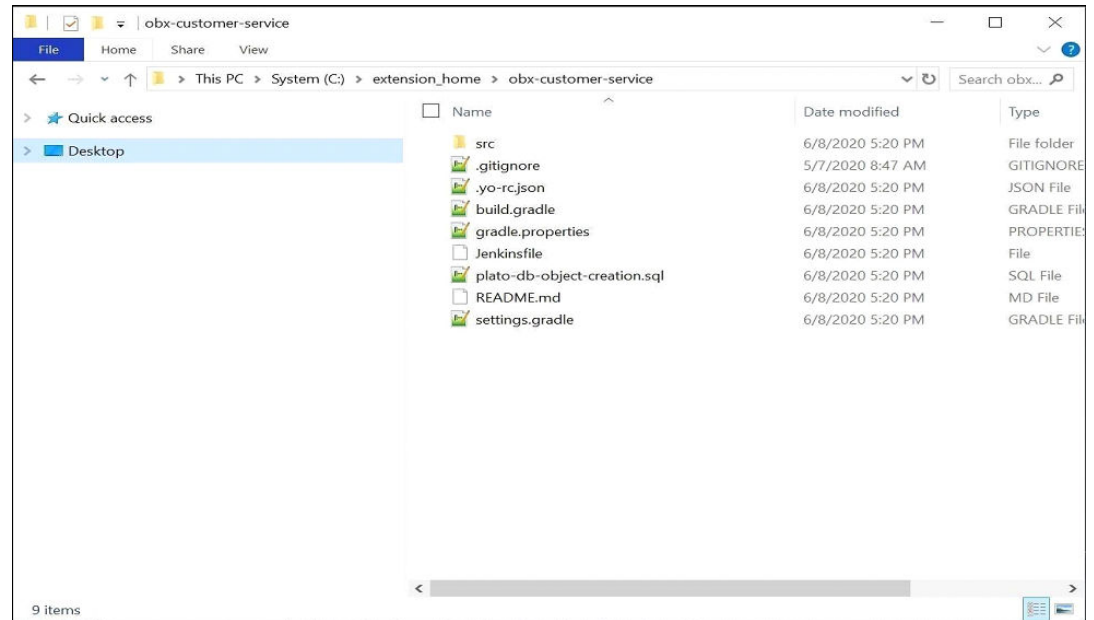 obx-customer-service
File Home Share View
This PC > System (C:) > extension_home > obx-customer-service Search obx...
Quick access
Desktop
Name Date modified Type
src 6/8/2020 5:20 PM File folder
.gitignore 5/7/2020 8:47 AM GITIGNORE
.yo-rc.json 6/8/2020 5:20 PM JSON File
build.gradle 6/8/2020 5:20 PM GRADLE Fil
gradle.properties 6/8/2020 5:20 PM PROPERTIE
Jenkinsfile 6/8/2020 5:20 PM File
plato-db-object-creation.sql 6/8/2020 5:20 PM SQL File
README.md 6/8/2020 5:20 PM MD File
settings.gradle 6/8/2020 5:20 PM GRADLE Fil
9 items